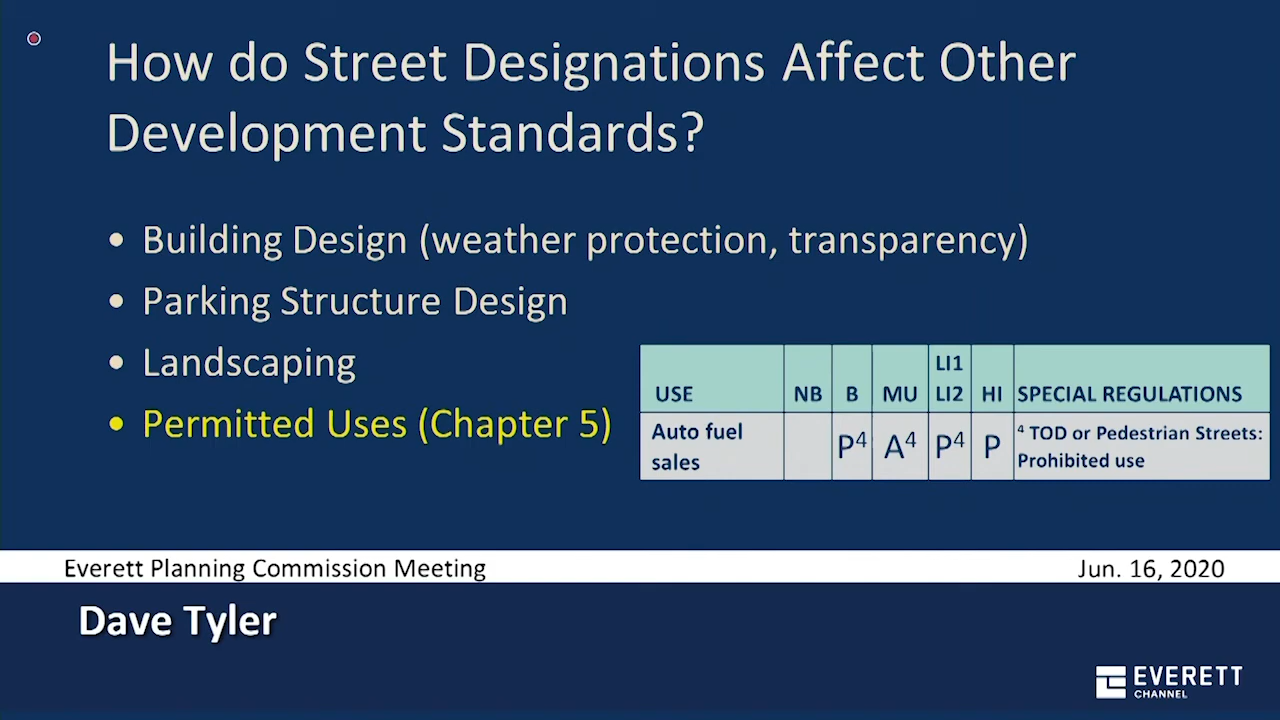 How do Street Designations Affect Other
Development Standards?
• Building Design (weather protection, transparency)
• Parking Structure Design
• Landscaping
• Permitted Uses (Chapter 5)
USE NB B MU LI1 LI2 HI SPECIAL REGULATIONS
Auto fuel sales P⁴ A⁴ P⁴ P ⁴ TOD or Pedestrian Streets: Prohibited use
Everett Planning Commission Meeting Jun. 16, 2020
Dave Tyler
EVERETT
CHANNEL